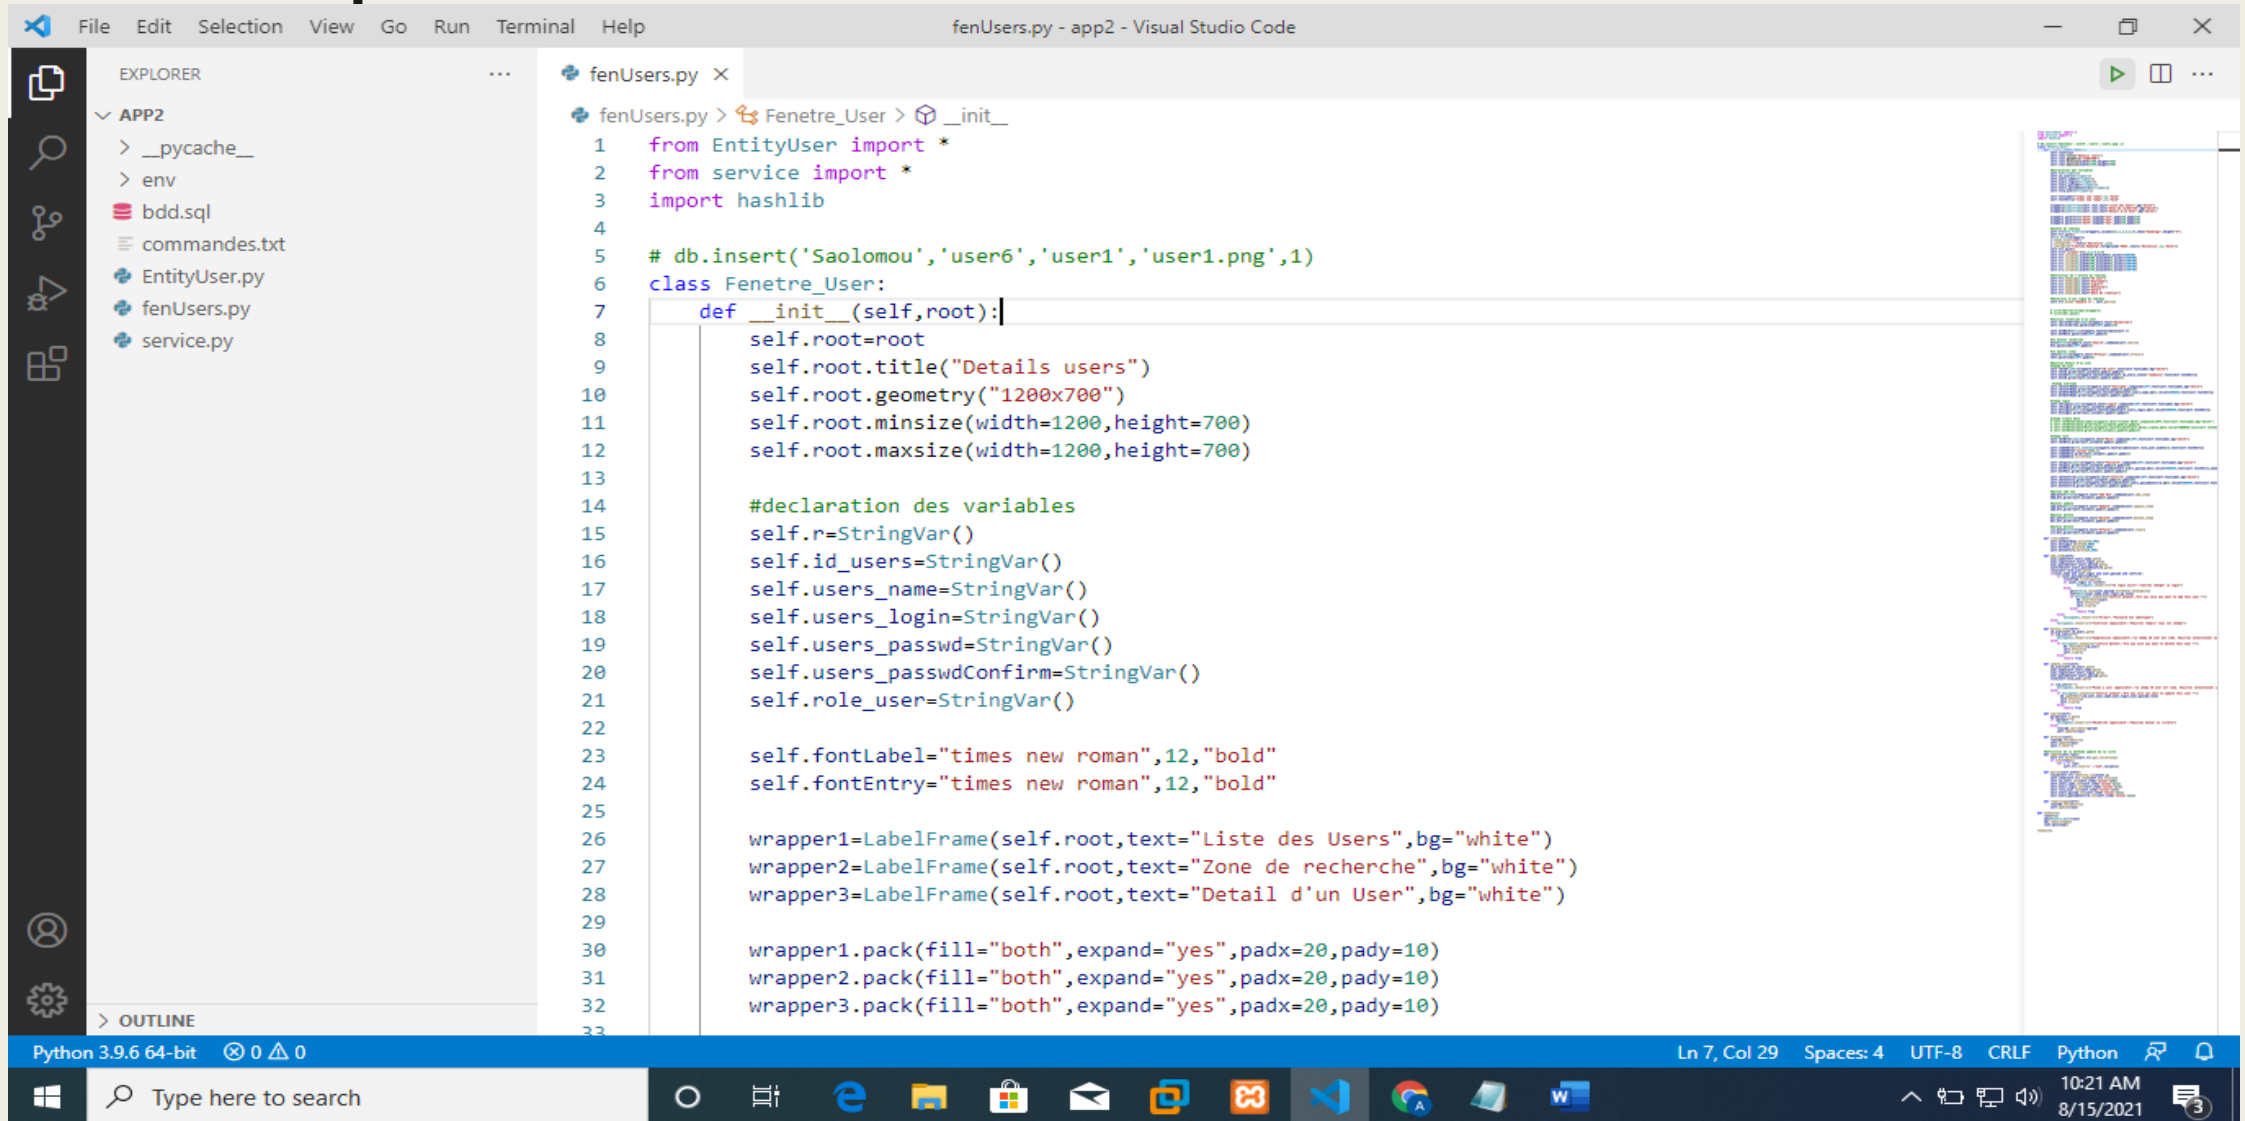 File Edit Selection View Go Run Terminal Help
fenUsers.py - app2 - Visual Studio Code
EXPLORER
APP2
__pycache__
env
bdd.sql
commandes.txt
EntityUser.py
fenUsers.py
service.py
OUTLINE
fenUsers.py
fenUsers.py > Fenetre_User > __init__
1 from EntityUser import *
2 from service import *
3 import hashlib
4
5 # db.insert('Saolomou','user6','user1','user1.png',1)
6 class Fenetre_User:
7     def __init__(self,root):
8         self.root=root
9         self.root.title("Details users")
10         self.root.geometry("1200x700")
11         self.root.minsize(width=1200,height=700)
12         self.root.maxsize(width=1200,height=700)
13
14         #declaration des variables
15         self.r=StringVar()
16         self.id_users=StringVar()
17         self.users_name=StringVar()
18         self.users_login=StringVar()
19         self.users_passwd=StringVar()
20         self.users_passwdConfirm=StringVar()
21         self.role_user=StringVar()
22
23         self.fontLabel="times new roman",12,"bold"
24         self.fontEntry="times new roman",12,"bold"
25
26         wrapper1=LabelFrame(self.root,text="Liste des Users",bg="white")
27         wrapper2=LabelFrame(self.root,text="Zone de recherche",bg="white")
28         wrapper3=LabelFrame(self.root,text="Detail d'un User",bg="white")
29
30         wrapper1.pack(fill="both",expand="yes",padx=20,pady=10)
31         wrapper2.pack(fill="both",expand="yes",padx=20,pady=10)
32         wrapper3.pack(fill="both",expand="yes",padx=20,pady=10)
33
Python 3.9.6 64-bit 0 0
Ln 7, Col 29 Spaces: 4 UTF-8 CRLF Python
Type here to search
10:21 AM
8/15/2021
3